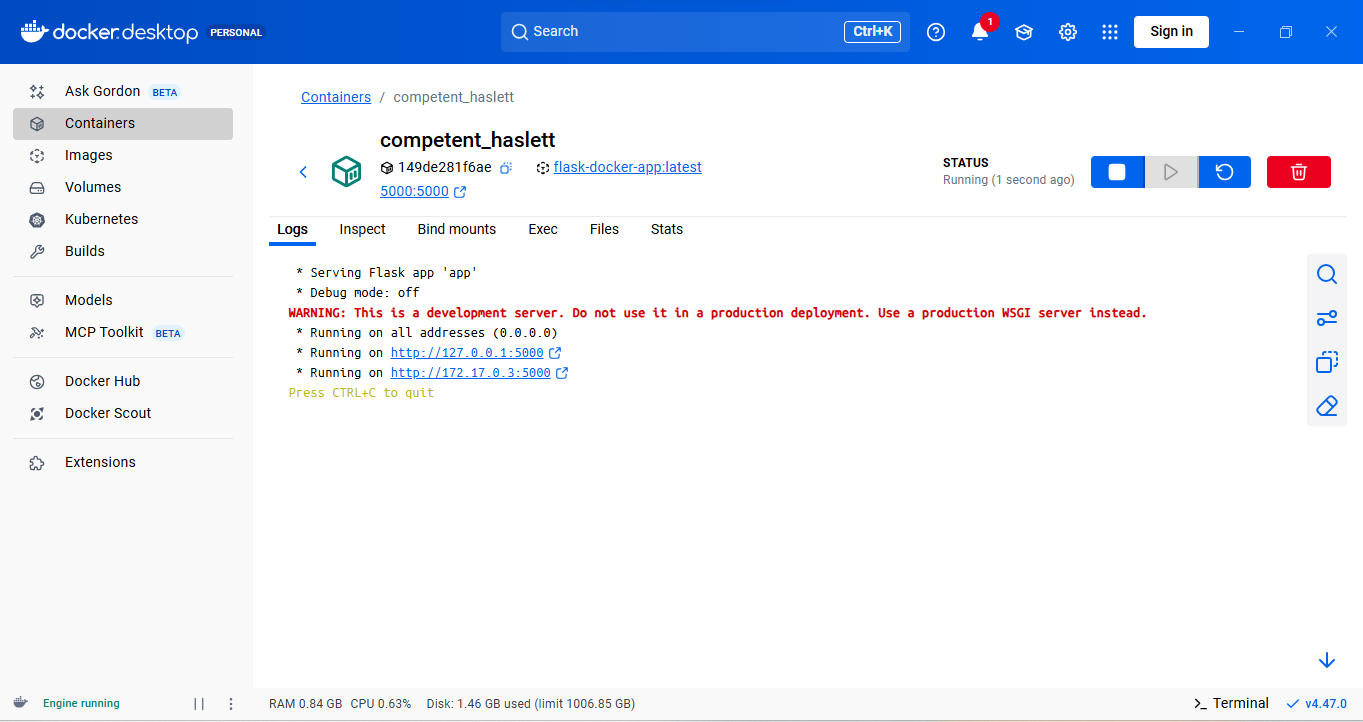 docker.desktop PERSONAL
Search Ctrl+K
1
Sign in
Ask Gordon BETA
Containers
Images
Volumes
Kubernetes
Builds
Models
MCP Toolkit BETA
Docker Hub
Docker Scout
Extensions
Containers / competent_haslett
competent_haslett
149de281f6ae flask-docker-app:latest
5000:5000
STATUS
Running (1 second ago)
Logs Inspect Bind mounts Exec Files Stats
* Serving Flask app 'app'
* Debug mode: off
WARNING: This is a development server. Do not use it in a production deployment. Use a production WSGI server instead.
* Running on all addresses (0.0.0.0)
* Running on http://127.0.0.1:5000
* Running on http://172.17.0.3:5000
Press CTRL+C to quit
Engine running
RAM 0.84 GB CPU 0.63% Disk: 1.46 GB used (limit 1006.85 GB)
Terminal
v4.47.0